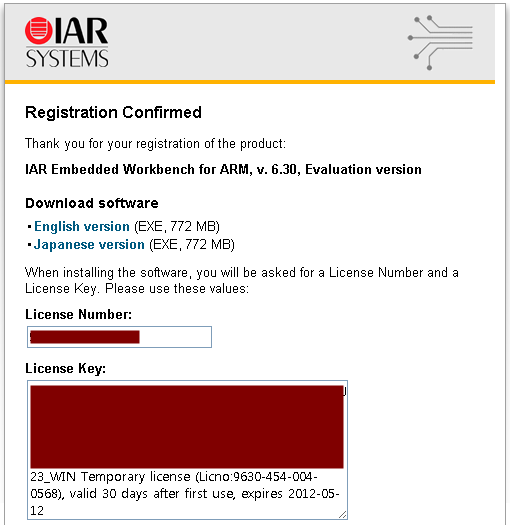 IAR
SYSTEMS
Registration Confirmed
Thank you for your registration of the product:
IAR Embedded Workbench for ARM, v. 6.30, Evaluation version
Download software
• English version (EXE, 772 MB)
• Japanese version (EXE, 772 MB)
When installing the software, you will be asked for a License Number and a
License Key. Please use these values:
License Number:
License Key:
23_WIN Temporary license (Licno:9630-454-004-
0568), valid 30 days after first use, expires 2012-05-
12